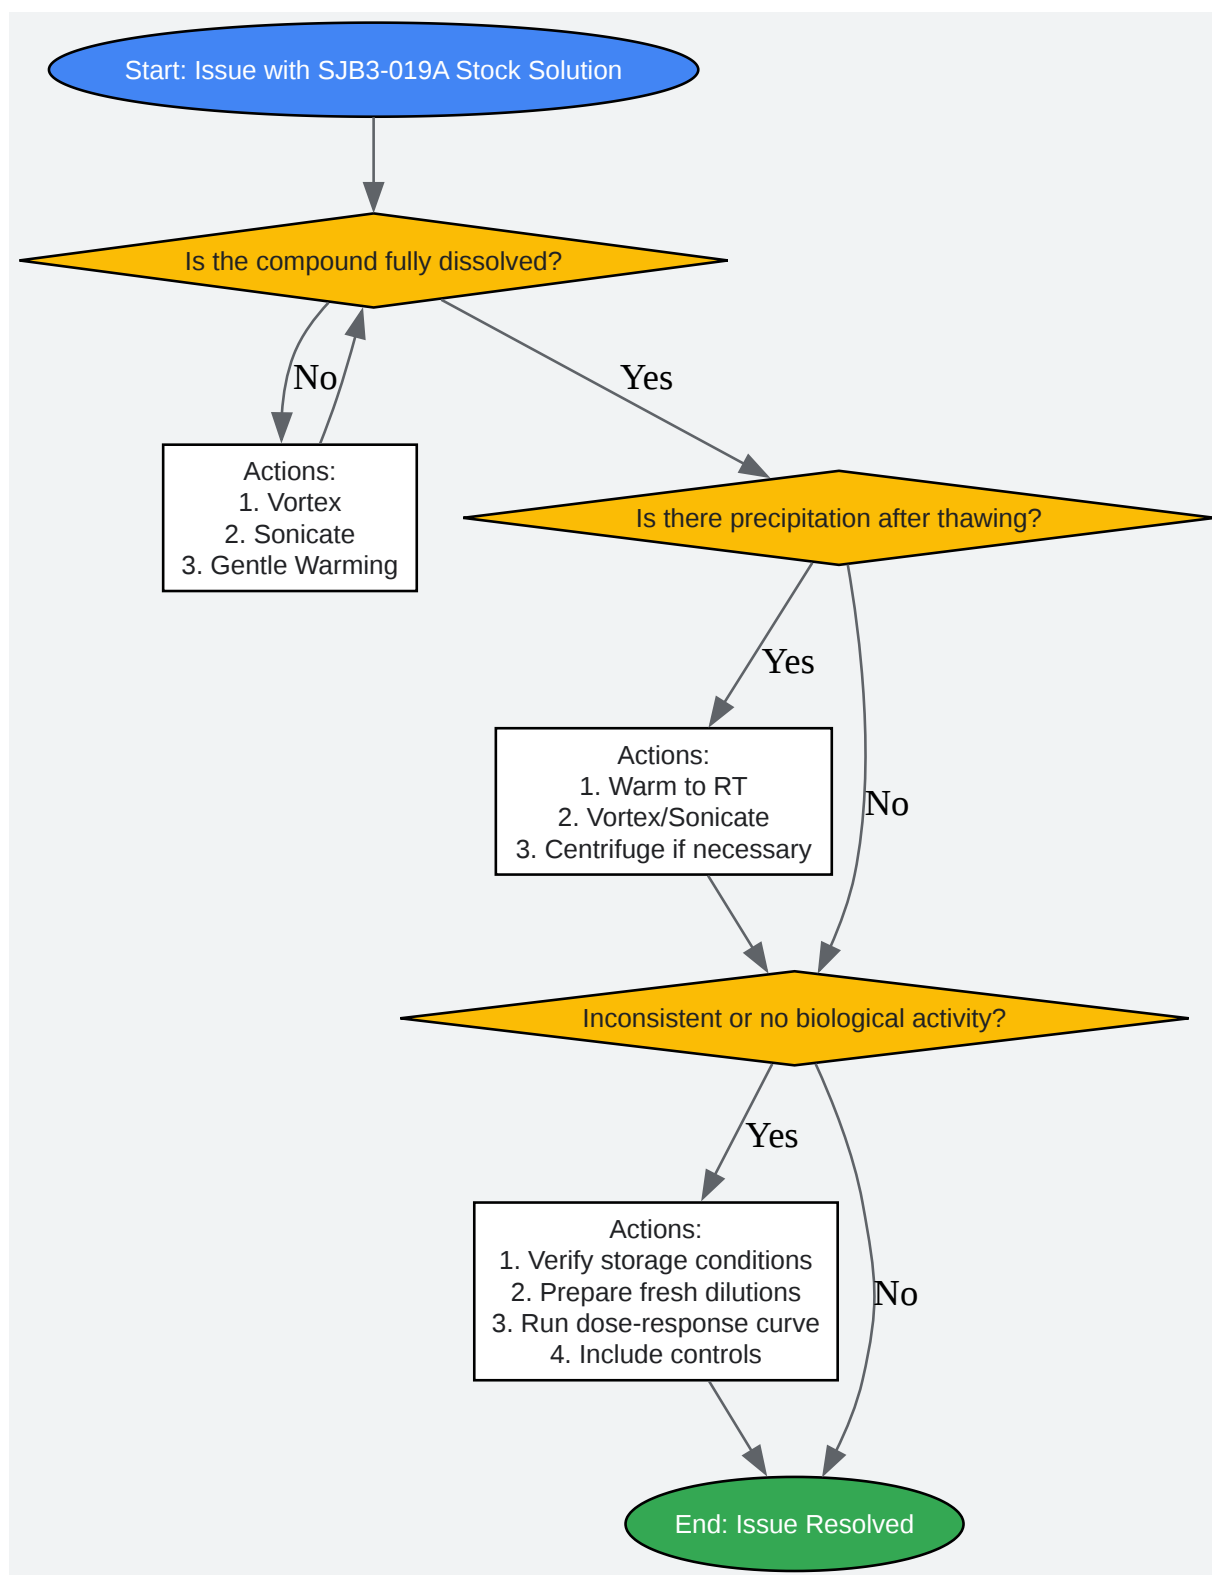 Start: Issue with SJB3-019A Stock Solution
Is the compound fully dissolved?
No
Yes
Actions:
1. Vortex
2. Sonicate
3. Gentle Warming
Is there precipitation after thawing?
Yes
No
Actions:
1. Warm to RT
2. Vortex/Sonicate
3. Centrifuge if necessary
Inconsistent or no biological activity?
Yes
No
Actions:
1. Verify storage conditions
2. Prepare fresh dilutions
3. Run dose-response curve
4. Include controls
End: Issue Resolved